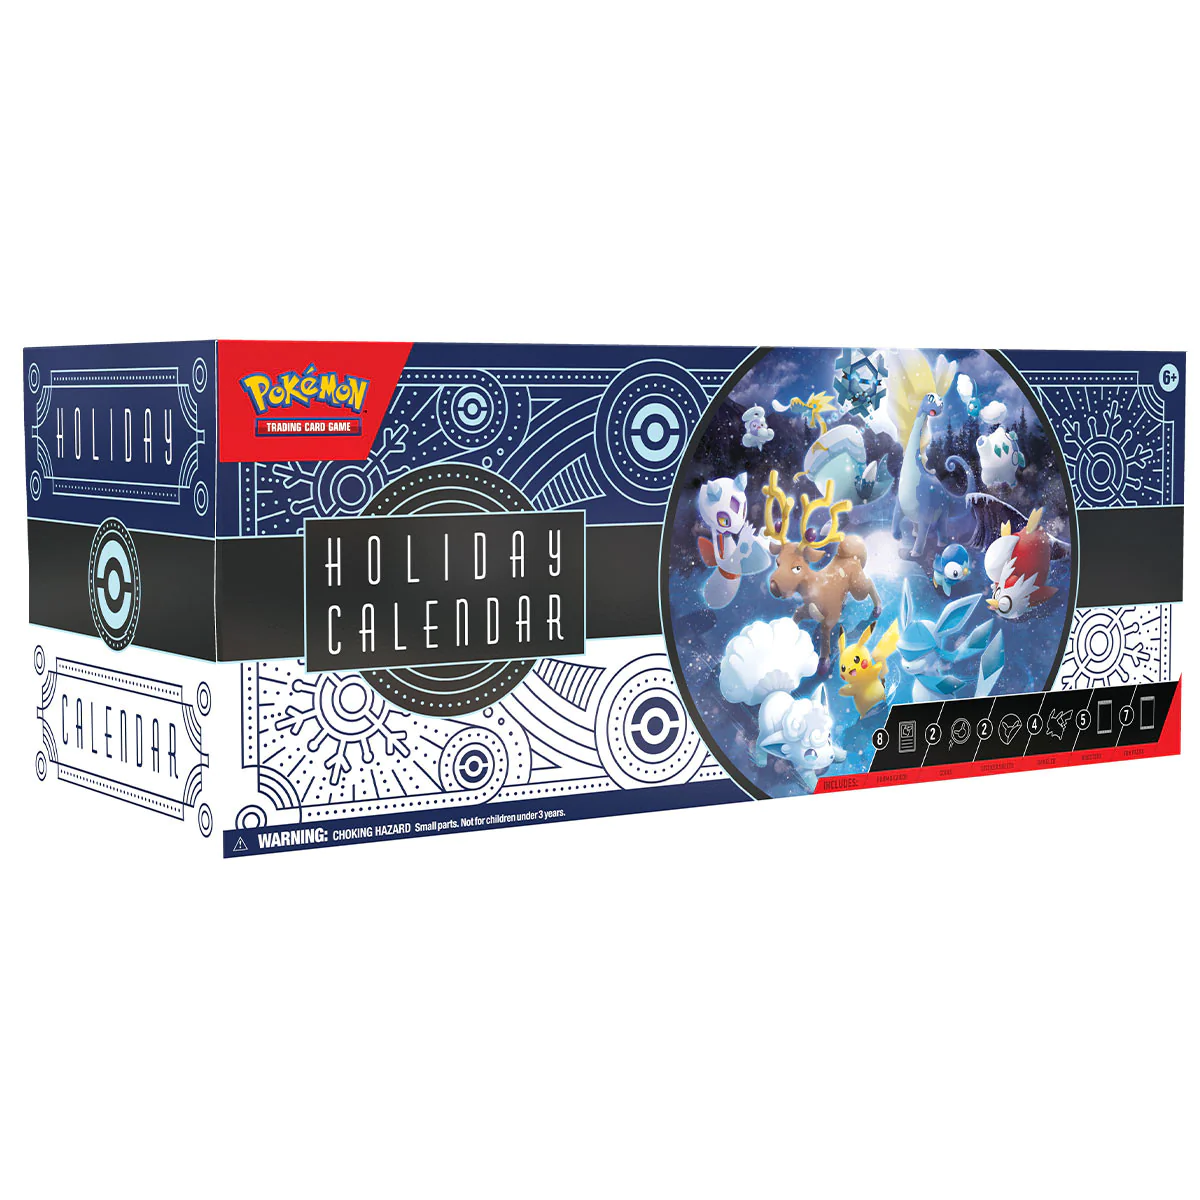 HOLIDAY
CALENDAR
POKéMON
TRADING CARD GAME
HOLIDAY
CALENDAR
6+
8
2
2
4
5
7
INCLUDES:
WARNING: CHOKING HAZARD Small parts. Not for children under 3 years.